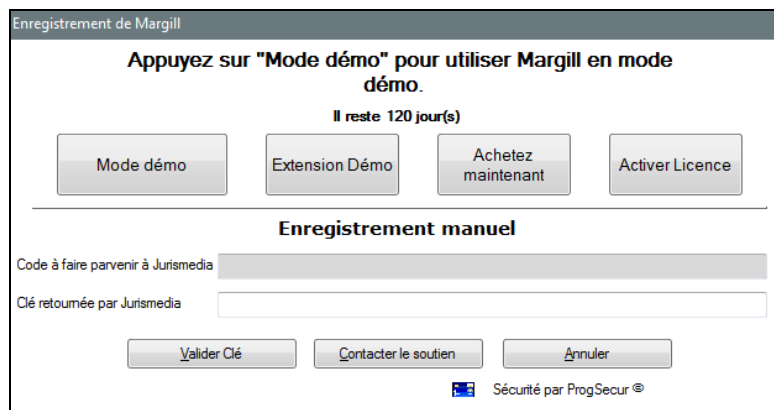 Enregistrement de Margill
Appuyez sur "Mode démo" pour utiliser Margill en mode
démo.
Il reste 120 jour(s)
Mode démo
Extension Démo
Achetez
maintenant
Activer Licence
Enregistrement manuel
Code à faire parvenir à Jurismedia
Clé retournée par Jurismedia
Valider Clé
Contacter le soutien
Annuler
Sécurité par ProgSecur ©